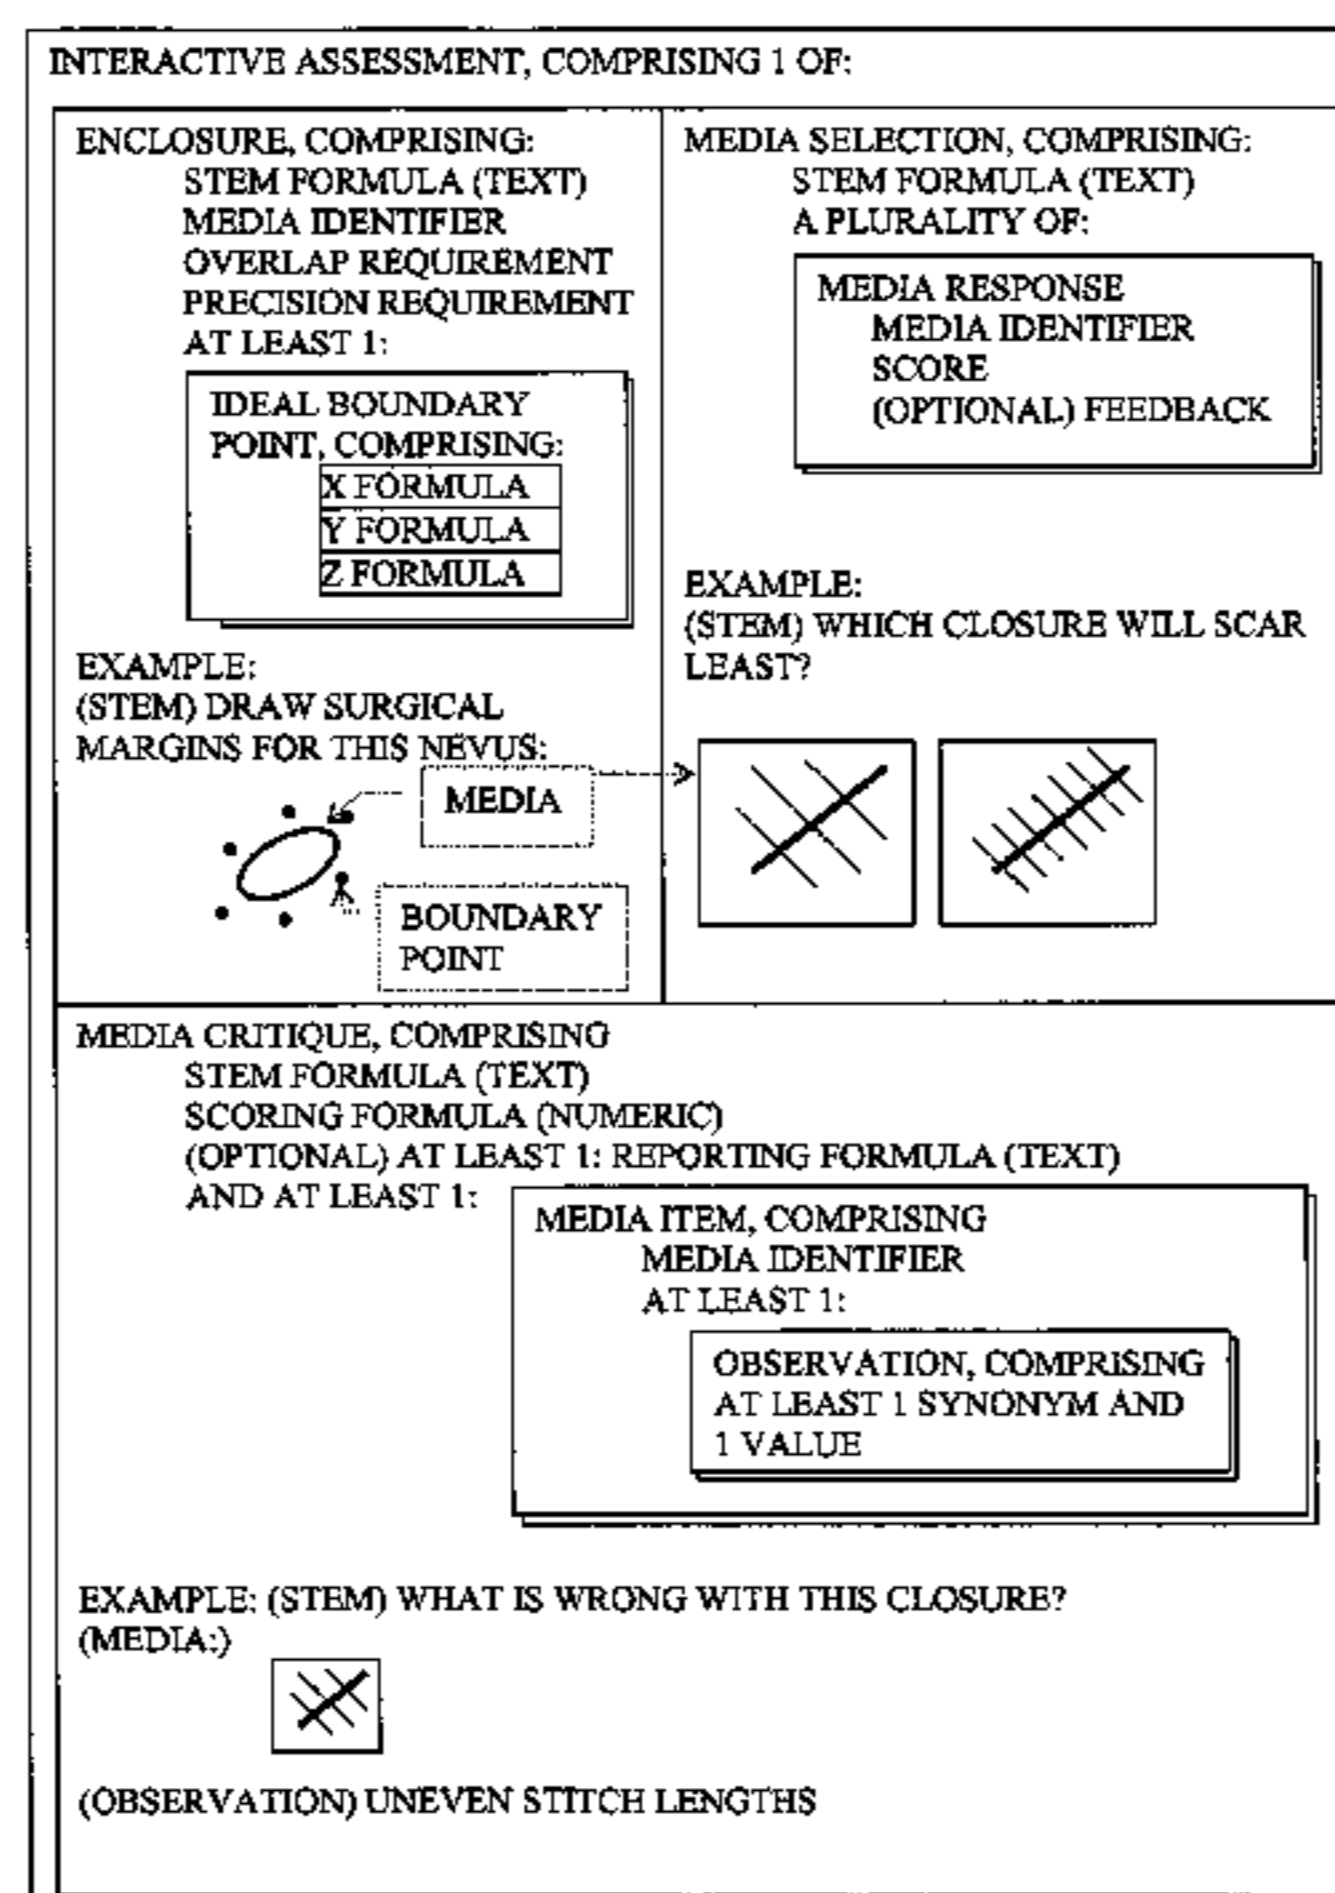 INTERACTIVE ASSESSMENT, COMPRISING 1 OF:
ENCLOSURE, COMPRISING:
STEM FORMULA (TEXT)
MEDIA IDENTIFIER
OVERLAP REQUIREMENT
PRECISION REQUIREMENT
AT LEAST 1:
IDEAL BOUNDARY
POINT, COMPRISING:
X FORMULA
Y FORMULA
Z FORMULA
EXAMPLE:
(STEM) DRAW SURGICAL
MARGINS FOR THIS NEVUS:
MEDIA
BOUNDARY
POINT
MEDIA SELECTION, COMPRISING:
STEM FORMULA (TEXT)
A PLURALITY OF:
MEDIA RESPONSE
MEDIA IDENTIFIER
SCORE
(OPTIONAL) FEEDBACK
EXAMPLE:
(STEM) WHICH CLOSURE WILL SCAR
LEAST?
MEDIA CRITIQUE, COMPRISING
STEM FORMULA (TEXT)
SCORING FORMULA (NUMERIC)
(OPTIONAL) AT LEAST 1: REPORTING FORMULA (TEXT)
AND AT LEAST 1:
MEDIA ITEM, COMPRISING
MEDIA IDENTIFIER
AT LEAST 1:
OBSERVATION, COMPRISING
AT LEAST 1 SYNONYM AND
1 VALUE
EXAMPLE: (STEM) WHAT IS WRONG WITH THIS CLOSURE?
(MEDIA:)
(OBSERVATION) UNEVEN STITCH LENGTHS